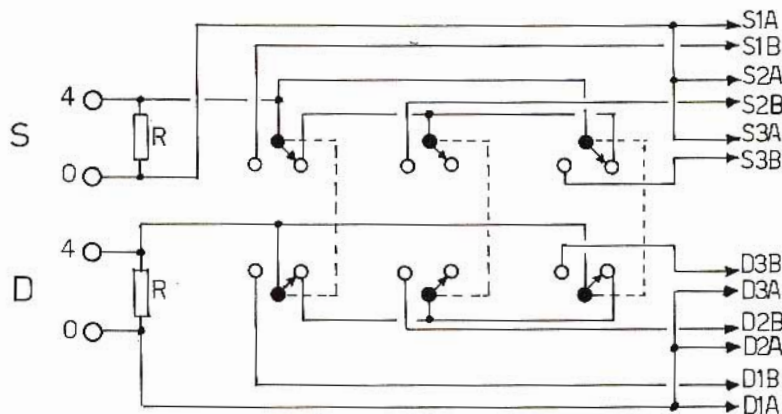 S1A
S1B
S2A
4
S2B
S
R
S3A
0
S3B
4
D3B
D
R
D3A
0
D2B
D2A
D1B
D1A